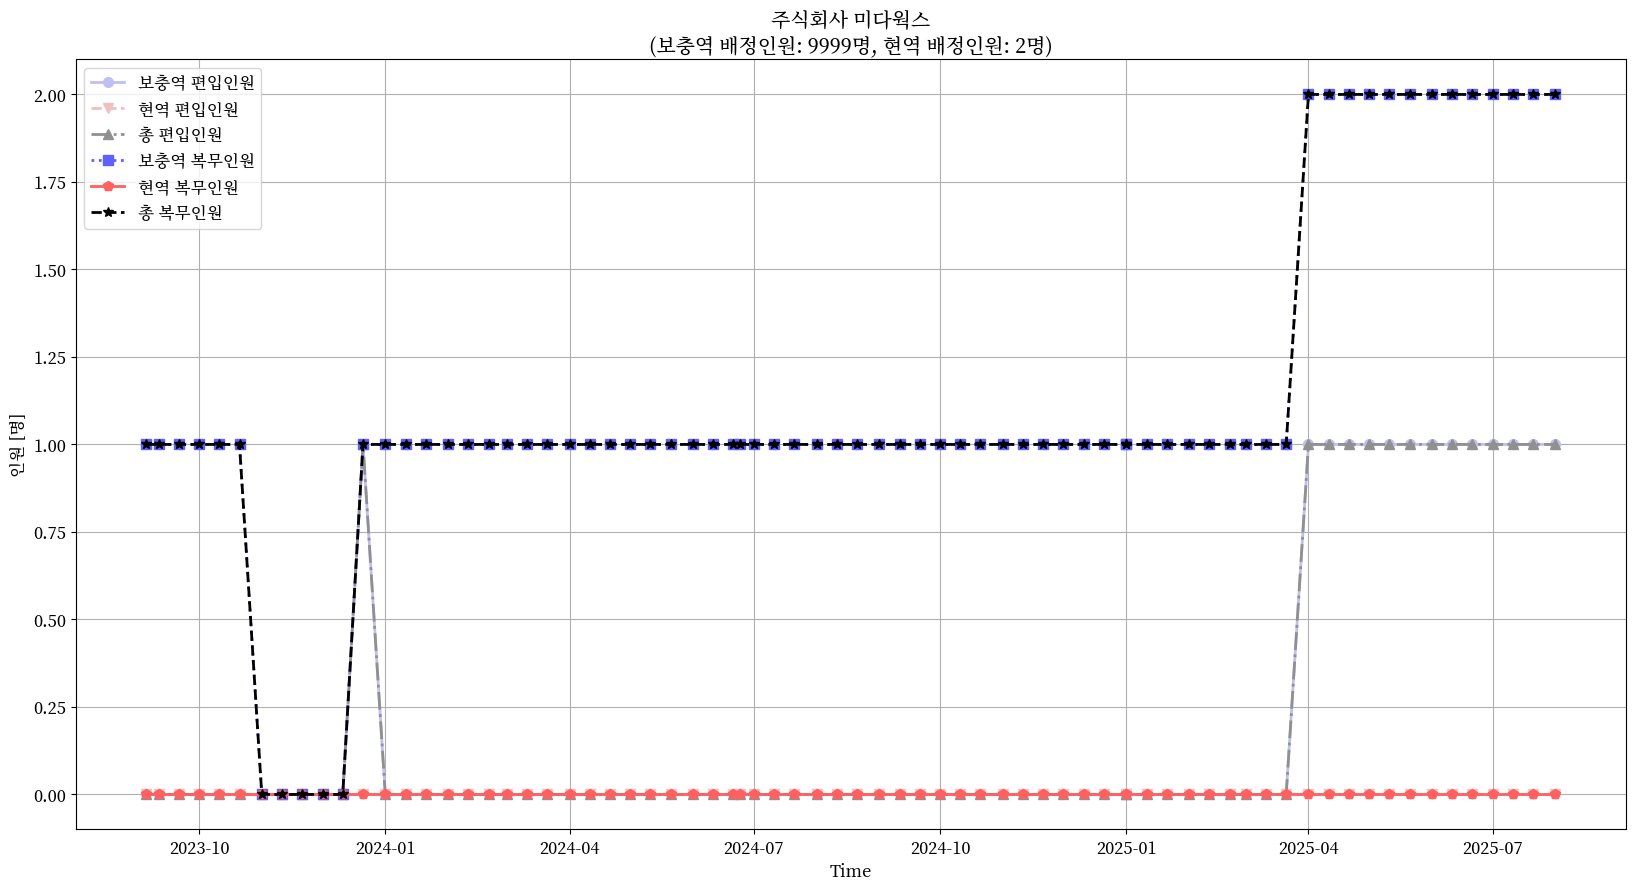 주식회사 미다웍스
(보충역 배정인원: 9999명, 현역 배정인원: 2명)
보충역 편입인원
현역 편입인원
총 편입인원
보충역 복무인원
현역 복무인원
총 복무인원
인원 [명]
2.00
1.75
1.50
1.25
1.00
0.75
0.50
0.25
0.00
2023-10
2024-01
2024-04
2024-07
2024-10
2025-01
2025-04
2025-07
Time